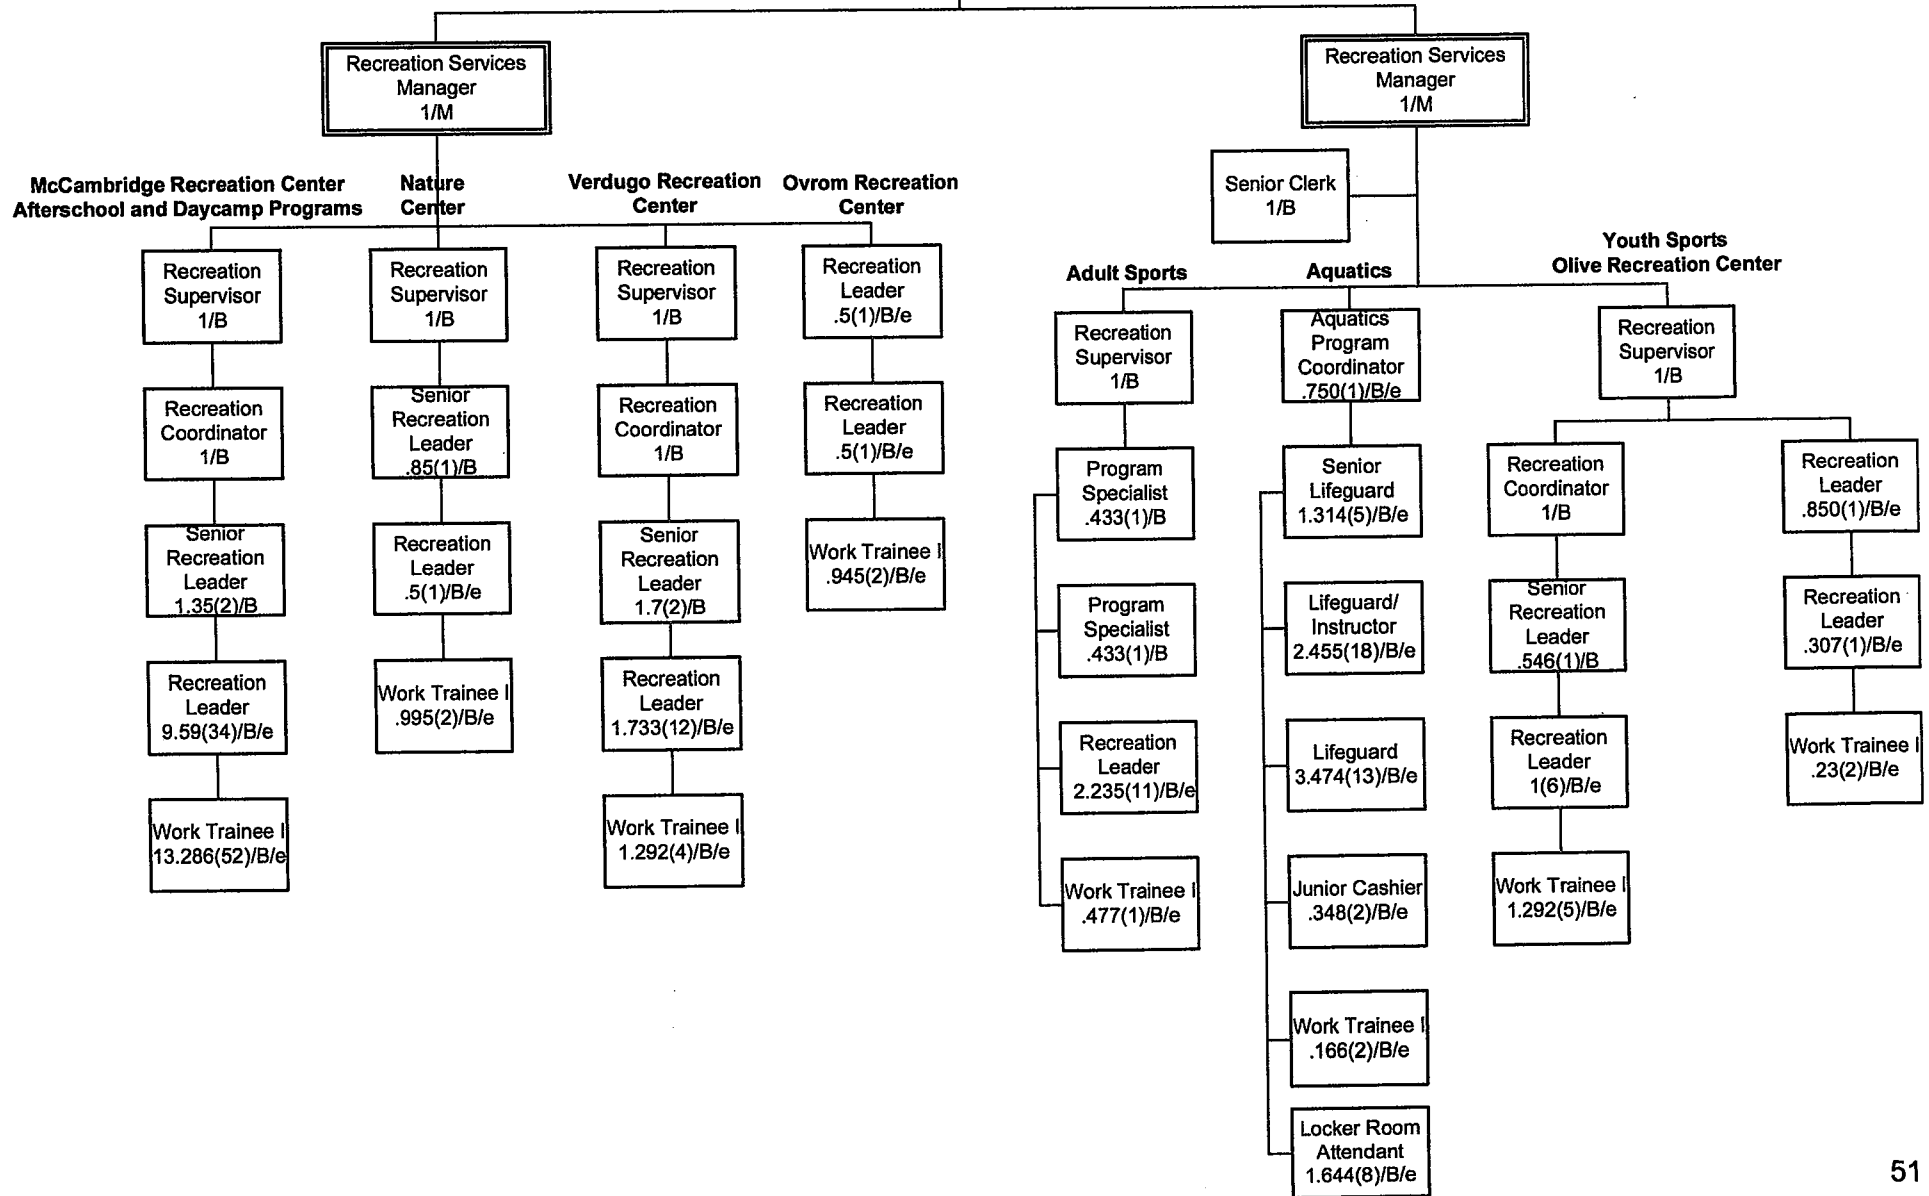 Recreation Services
Manager
1/M
McCambridge Recreation Center
Afterschool and Daycamp Programs
Recreation
Supervisor
1/B
Recreation
Coordinator
1/B
Senior
Recreation
Leader
1.35(2)/B
Recreation
Leader
9.59(34)/B/e
Work Trainee I
13.286(52)/B/e
Nature
Center
Recreation
Supervisor
1/B
Senior
Recreation
Leader
.85(1)/B
Recreation
Leader
.5(1)/B/e
Work Trainee I
.995(2)/B/e
Verdugo Recreation
Center
Recreation
Supervisor
1/B
Recreation
Coordinator
1/B
Senior
Recreation
Leader
1.7(2)/B
Recreation
Leader
1.733(12)/B/e
Work Trainee I
1.292(4)/B/e
Ovrom Recreation
Center
Recreation
Leader
.5(1)/B/e
Recreation
Leader
.5(1)/B/e
Work Trainee I
.945(2)/B/e
Recreation Services
Manager
1/M
Senior Clerk
1/B
Adult Sports
Recreation
Supervisor
1/B
Program
Specialist
.433(1)/B
Program
Specialist
.433(1)/B
Recreation
Leader
2.235(11)/B/e
Work Trainee I
.477(1)/B/e
Aquatics
Aquatics
Program
Coordinator
.750(1)/B/e
Senior
Lifeguard
1.314(5)/B/e
Lifeguard/
Instructor
2.455(18)/B/e
Lifeguard
3.474(13)/B/e
Junior Cashier
.348(2)/B/e
Work Trainee I
.166(2)/B/e
Locker Room
Attendant
1.644(8)/B/e
Youth Sports
Olive Recreation Center
Recreation
Supervisor
1/B
Recreation
Coordinator
1/B
Senior
Recreation
Leader
.546(1)/B
Recreation
Leader
1(6)/B/e
Work Trainee I
1.292(5)/B/e
Recreation
Leader
.850(1)/B/e
Recreation
Leader
.307(1)/B/e
Work Trainee I
.23(2)/B/e
51